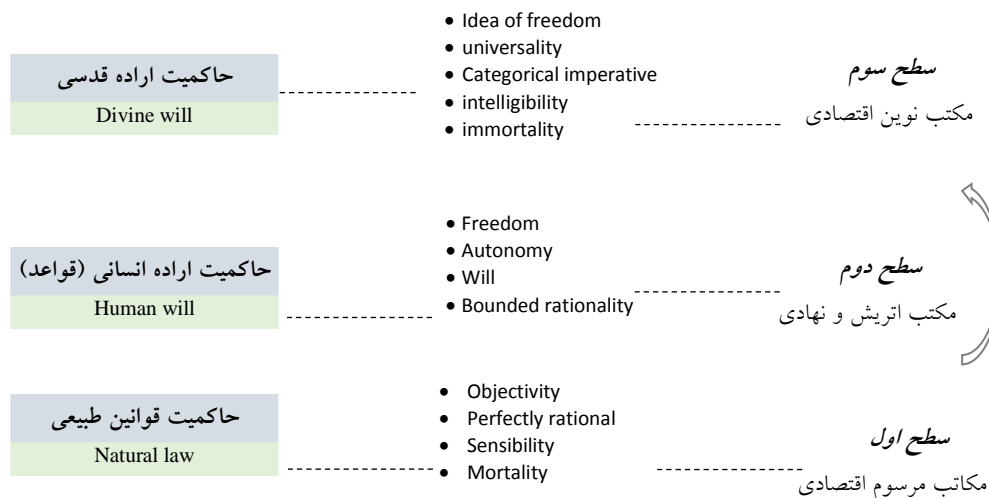 سطح سوم
مکتب نوین اقتصادی
• Idea of freedom
• universality
• Categorical imperative
• intelligibility
• immortality
حاکمیت اراده قدسی
Divine will
سطح دوم
مکتب اتریش و نهادی
• Freedom
• Autonomy
• Will
• Bounded rationality
حاکمیت اراده انسانی (قواعد)
Human will
سطح اول
مکاتب مرسوم اقتصادی
• Objectivity
• Perfectly rational
• Sensibility
• Mortality
حاکمیت قوانین طبیعی
Natural law